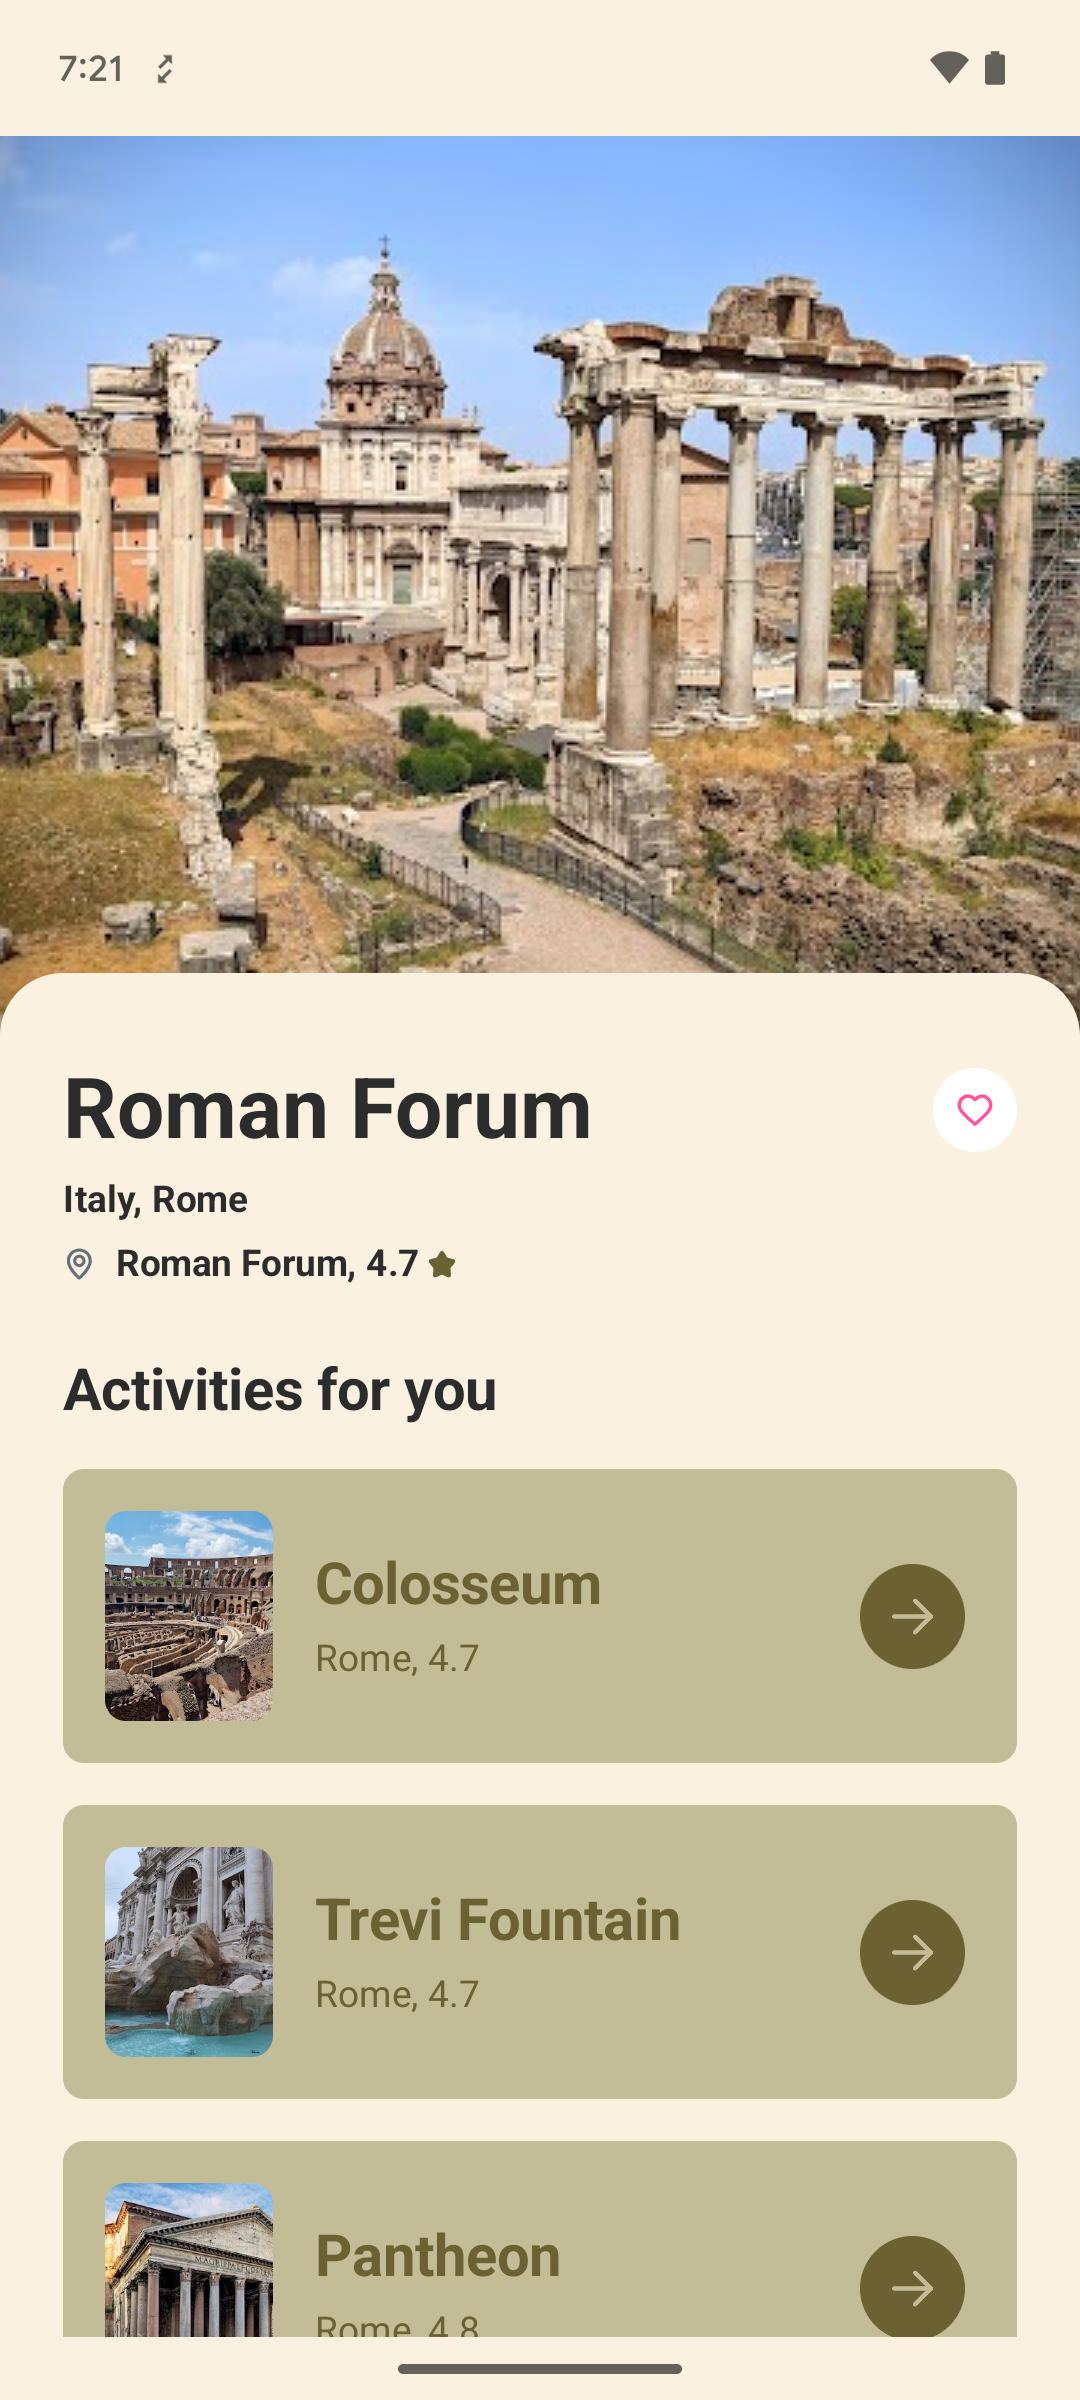 7:21
Roman Forum
Italy, Rome
Roman Forum, 4.7
Activities for you
Colosseum
Rome, 4.7
Trevi Fountain
Rome, 4.7
Pantheon
Rome, 4.8